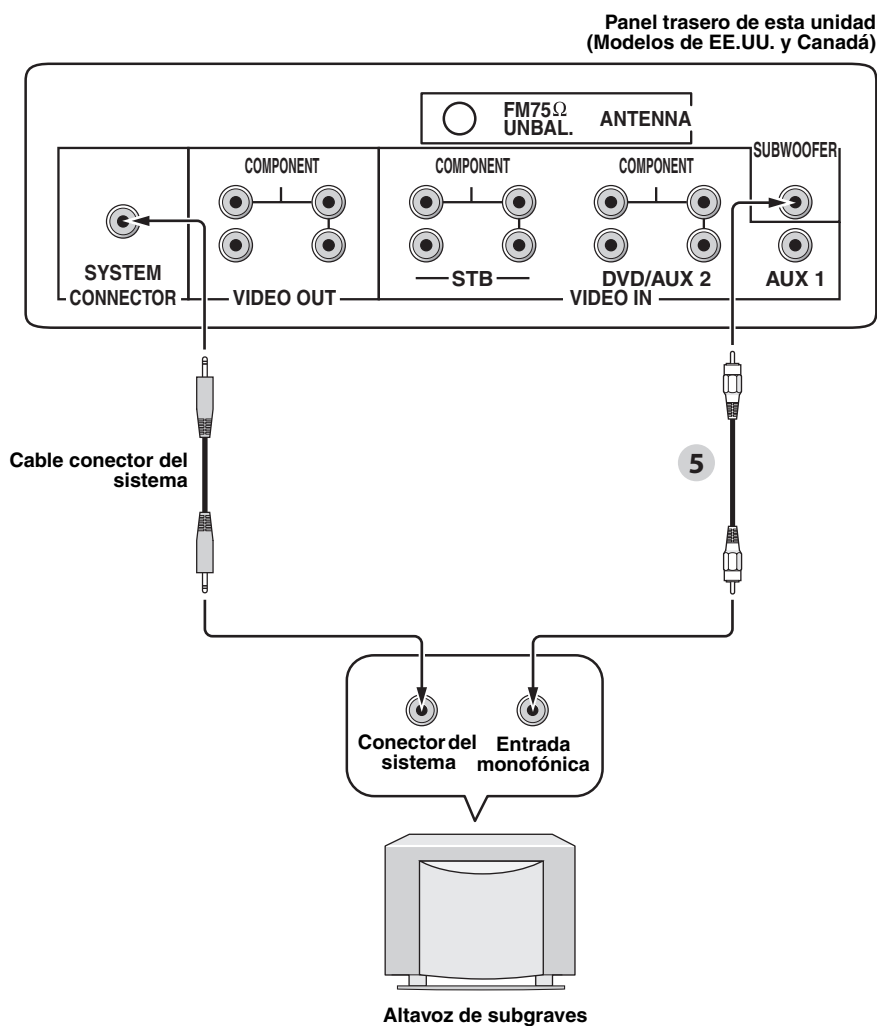 Panel trasero de esta unidad
(Modelos de EE.UU. y Canadá)
FM75Ω
UNBAL.
ANTENNA
SUBWOOFER
COMPONENT
COMPONENT
COMPONENT
SYSTEM
CONNECTOR
VIDEO OUT
STB
DVD/AUX 2
VIDEO IN
AUX 1
Cable conector del
sistema
5
Conector del
sistema
Entrada
monofónica
Altavoz de subgraves